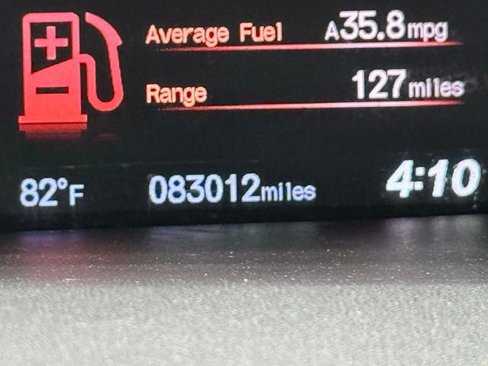 Average Fuel A35.8mpg
Range 127miles
82°F 083012miles 4:10